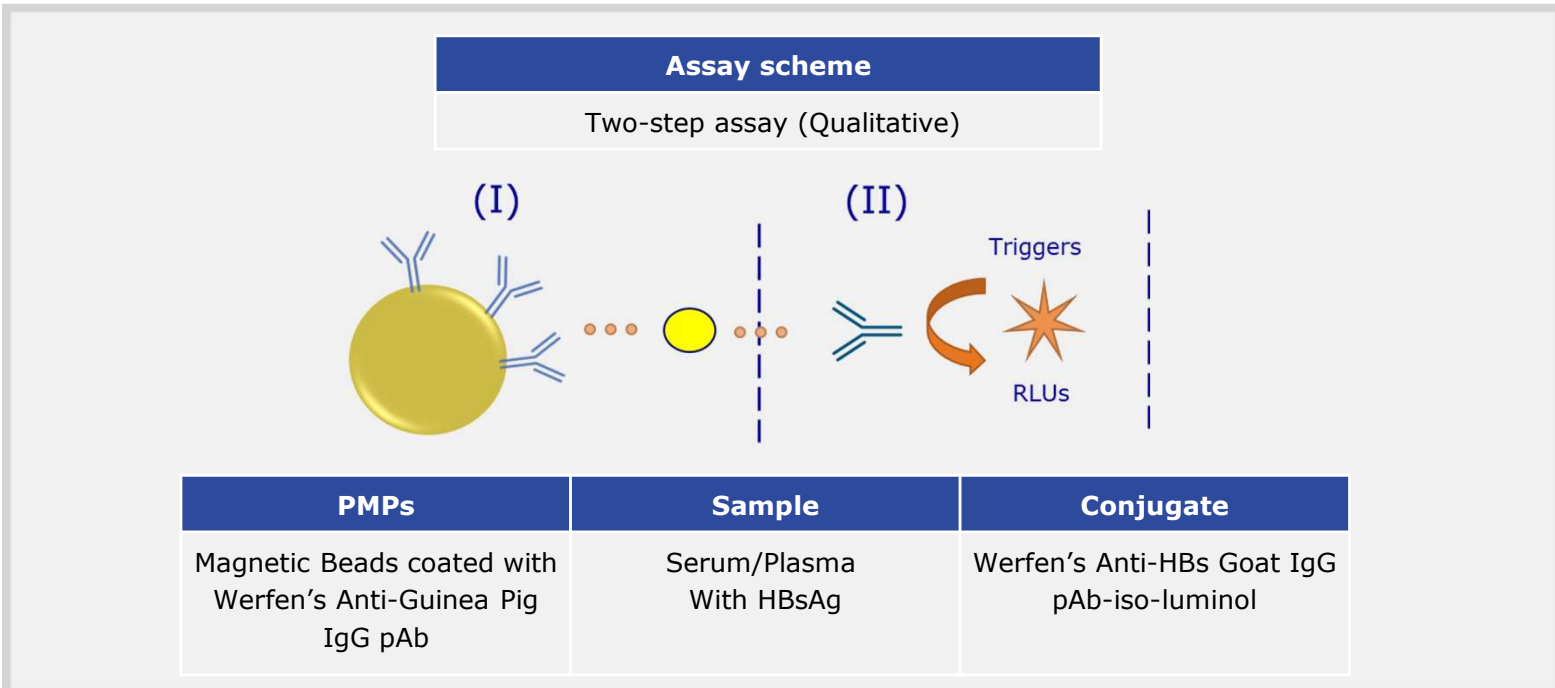 Assay scheme
Two-step assay (Qualitative)
(I)
(II)
Triggers
RLUs
PMPs
Sample
Conjugate
Magnetic Beads coated with
Werfen's Anti-Guinea Pig
IgG pAb
Serum/Plasma
With HBsAg
Werfen's Anti-HBs Goat IgG
pAb-iso-luminol